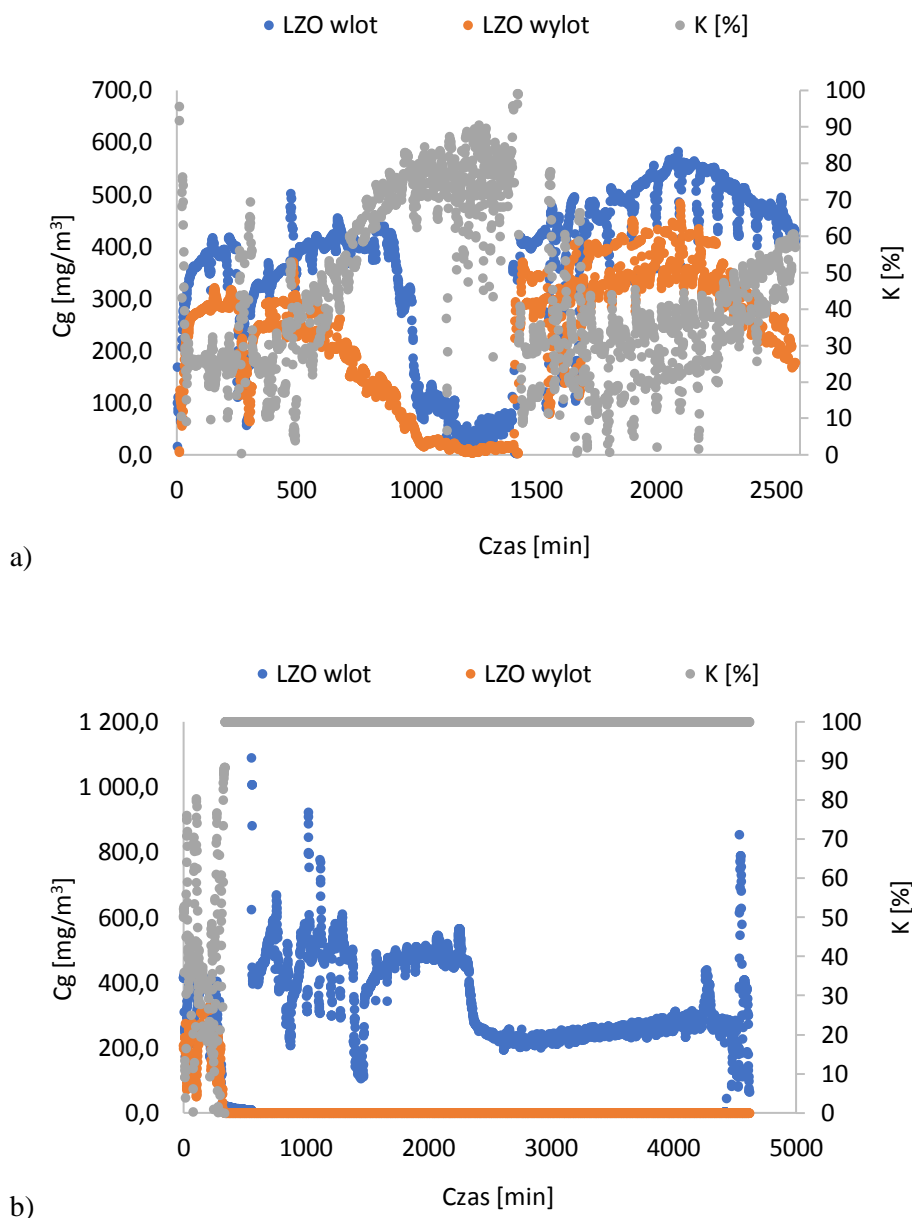 LZO wlot LZO wylot K [%]
700,0 100
600,0 90
500,0 80
400,0 70
300,0 60
200,0 50
100,0 40
0,0 30
20
10
0
Cg [mg/m³]
K [%]
0 500 1000 1500 2000 2500
Czas [min]
a)
LZO wlot LZO wylot K [%]
1 200,0 100
1 000,0 90
800,0 80
600,0 70
400,0 60
200,0 50
0,0 40
30
20
10
0
Cg [mg/m³]
K [%]
0 1000 2000 3000 4000 5000
Czas [min]
b)